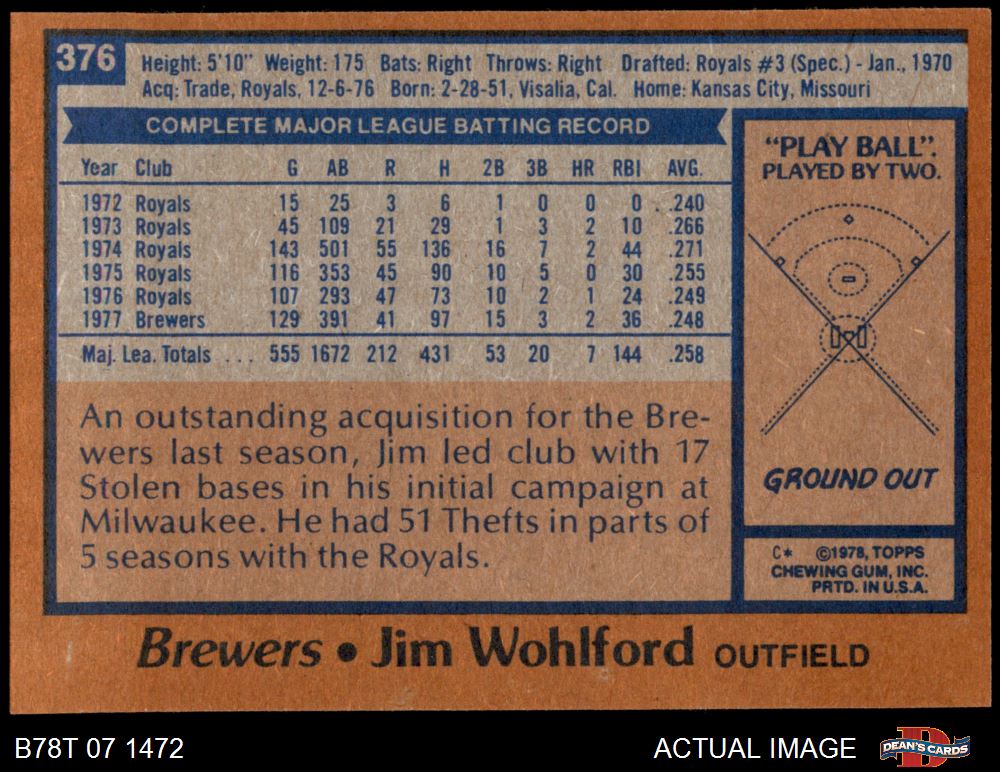 376
Height: 5'10" Weight: 175 Bats: Right Throws: Right Drafted: Royals #3 (Spec.) - Jan., 1970
Acq: Trade, Royals, 12-6-76 Born: 2-28-51, Visalia, Cal. Home: Kansas City, Missouri
COMPLETE MAJOR LEAGUE BATTING RECORD
Year Club G AB R H 2B 3B HR RBI AVG.
1972 Royals 15 25 3 6 1 0 0 0 .240
1973 Royals 45 109 21 29 1 3 2 10 .266
1974 Royals 143 501 55 136 16 7 2 44 .271
1975 Royals 116 353 45 90 10 5 0 30 .255
1976 Royals 107 293 47 73 10 2 1 24 .249
1977 Brewers 129 391 41 97 15 3 2 36 .248
Maj. Lea. Totals . . . 555 1672 212 431 53 20 7 144 .258
An outstanding acquisition for the Bre-
wers last season, Jim led club with 17
Stolen bases in his initial campaign at
Milwaukee. He had 51 Thefts in parts of
5 seasons with the Royals.
"PLAY BALL".
PLAYED BY TWO.
GROUND OUT
C* ©1978, TOPPS
CHEWING GUM, INC.
PRTD. IN U.S.A.
Brewers • Jim Wohlford OUTFIELD
B78T 07 1472
ACTUAL IMAGE
D
DEAN'S CARDS